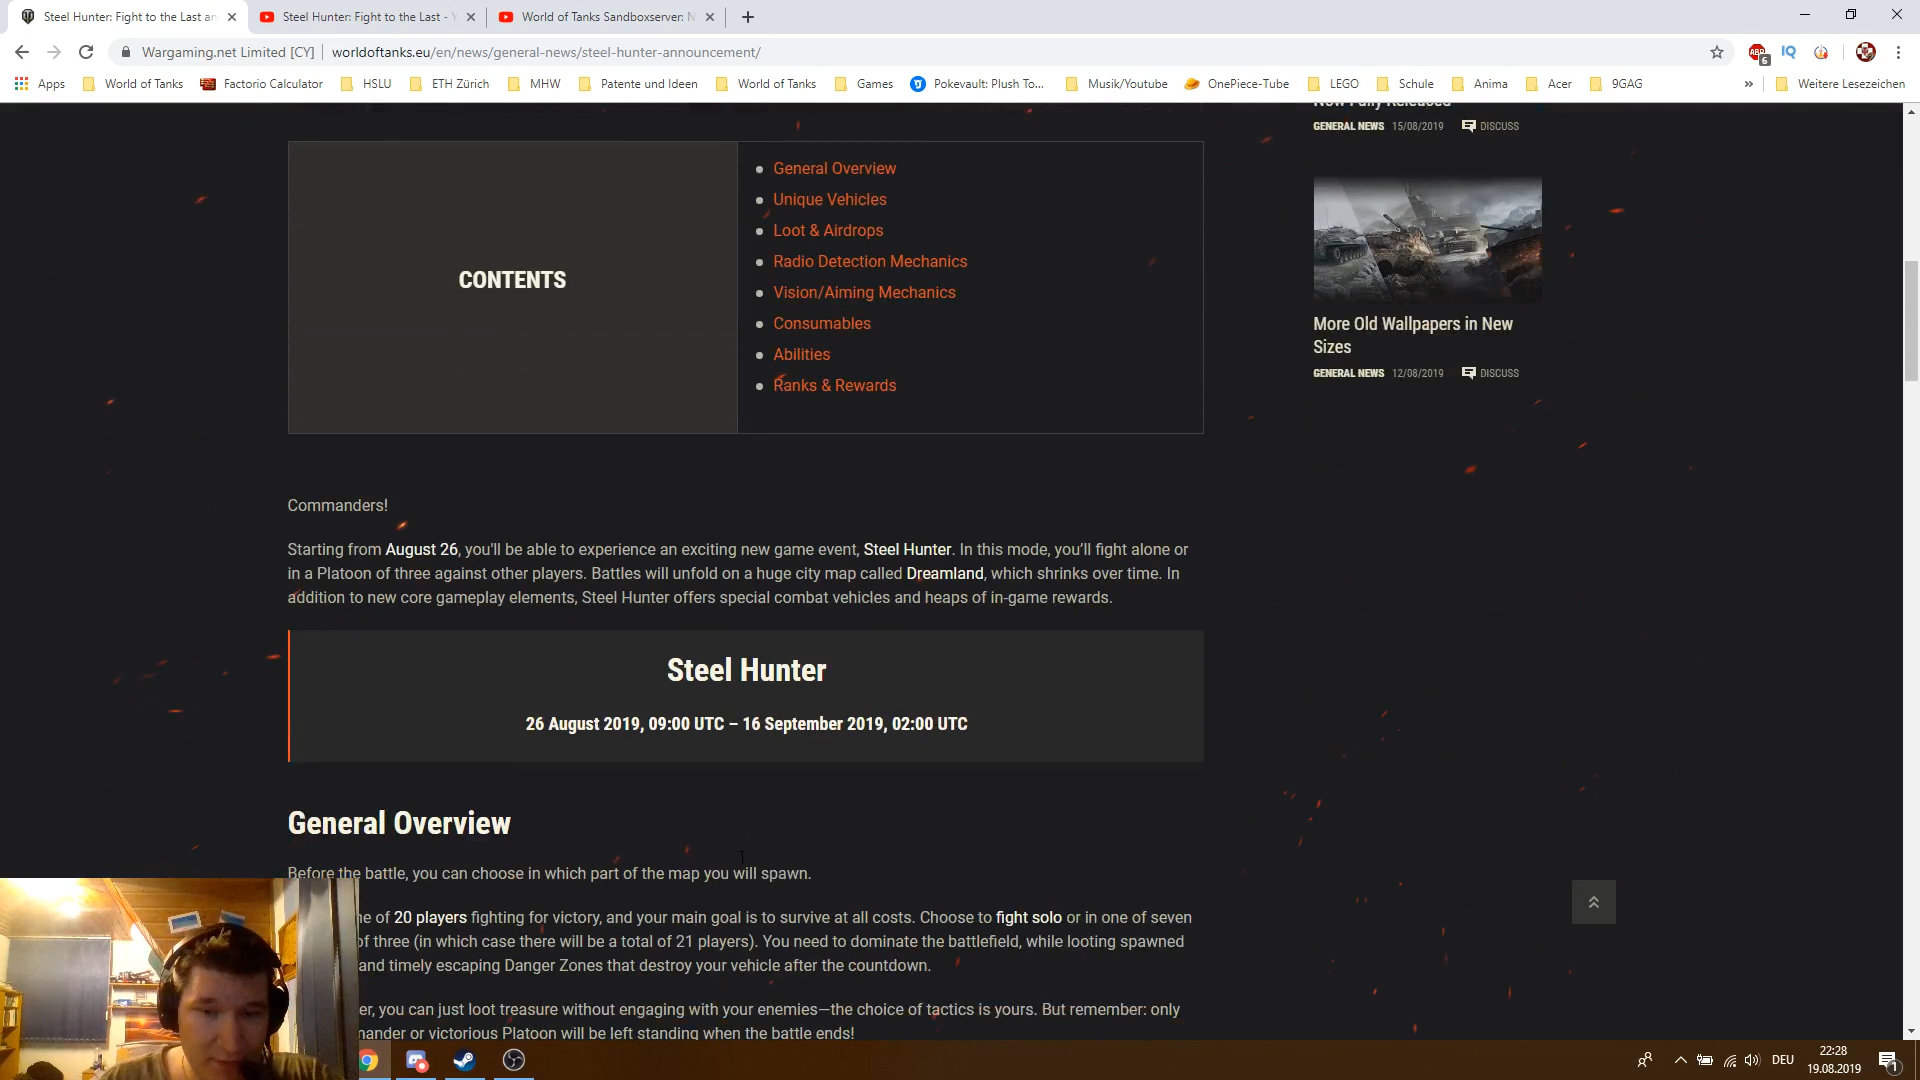 Steel Hunter: Fight to the Last an
Steel Hunter: Fight to the Last - Y
World of Tanks Sandboxserver: N
Wargaming.net Limited [CY] | worldoftanks.eu/en/news/general-news/steel-hunter-announcement/
ABP
6
IQ
Apps World of Tanks Factorio Calculator HSLU ETH Zürich MHW Patente und Ideen World of Tanks Games Pokevault: Plush To... Musik/Youtube OnePiece-Tube LEGO Schule Anima Acer 9GAG » Weitere Lesezeichen
Now Fully Released
GENERAL NEWS 15/08/2019 DISCUSS
CONTENTS
General Overview
Unique Vehicles
Loot & Airdrops
Radio Detection Mechanics
Vision/Aiming Mechanics
Consumables
Abilities
Ranks & Rewards
More Old Wallpapers in New
Sizes
GENERAL NEWS 12/08/2019 DISCUSS
Commanders!
Starting from August 26, you'll be able to experience an exciting new game event, Steel Hunter. In this mode, you’ll fight alone or
in a Platoon of three against other players. Battles will unfold on a huge city map called Dreamland, which shrinks over time. In
addition to new core gameplay elements, Steel Hunter offers special combat vehicles and heaps of in-game rewards.
Steel Hunter
26 August 2019, 09:00 UTC – 16 September 2019, 02:00 UTC
General Overview
Before the battle, you can choose in which part of the map you will spawn.
of 20 players fighting for victory, and your main goal is to survive at all costs. Choose to fight solo or in one of seven
of three (in which case there will be a total of 21 players). You need to dominate the battlefield, while looting spawned
and timely escaping Danger Zones that destroy your vehicle after the countdown.
you can just loot treasure without engaging with your enemies—the choice of tactics is yours. But remember: only
or victorious Platoon will be left standing when the battle ends!
DEU
22:28
19.08.2019
1